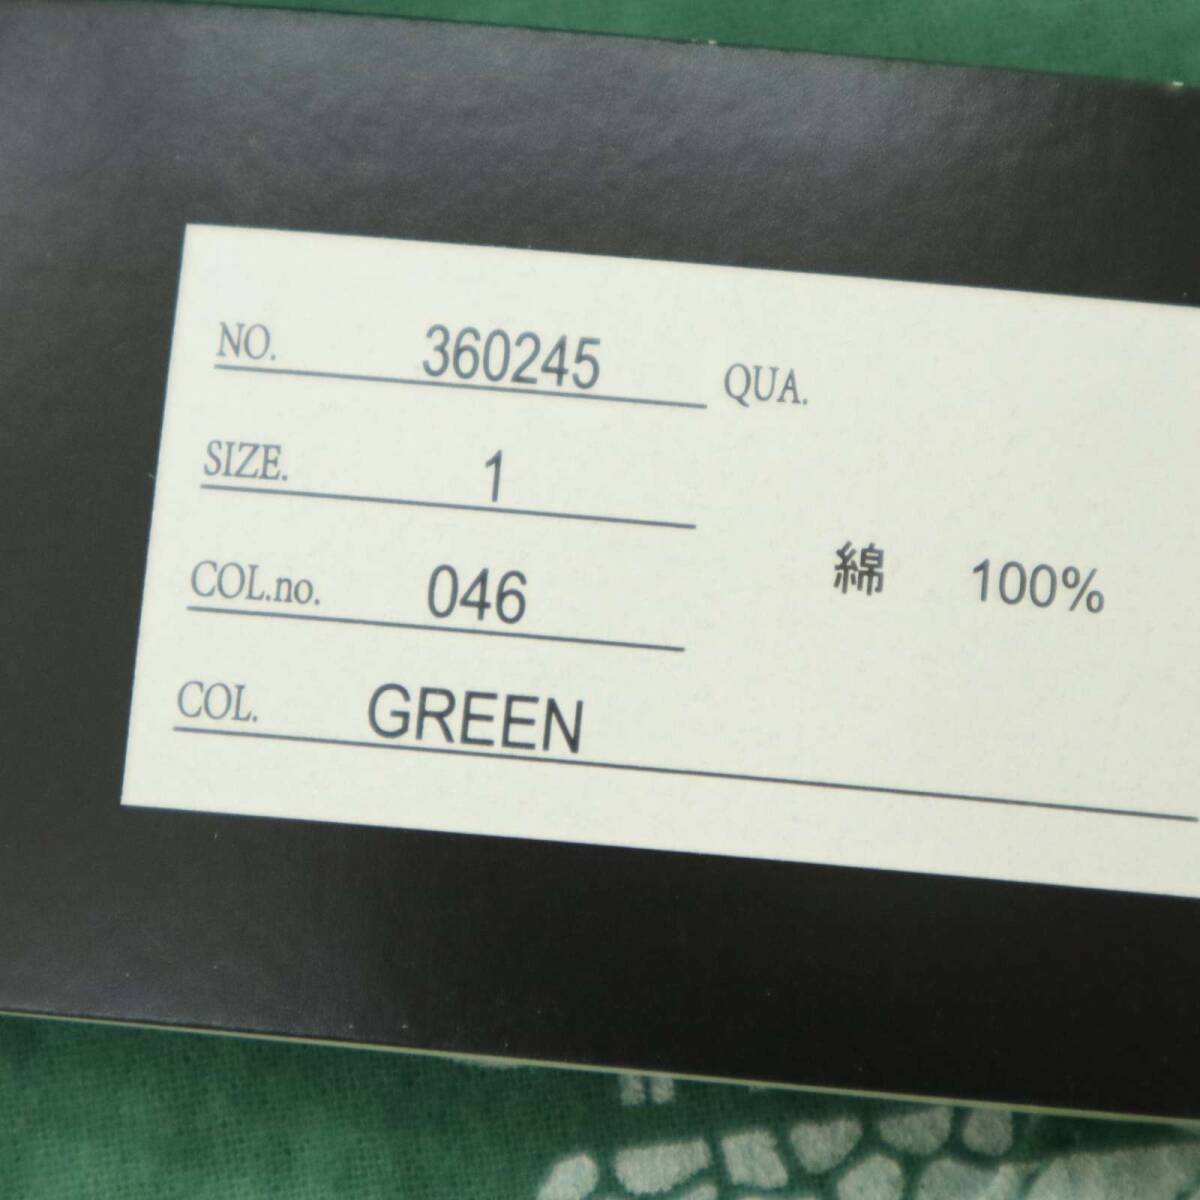 NO. 360245
QUA.
SIZE. 1
綿 100%
COL.no. 046
COL. GREEN